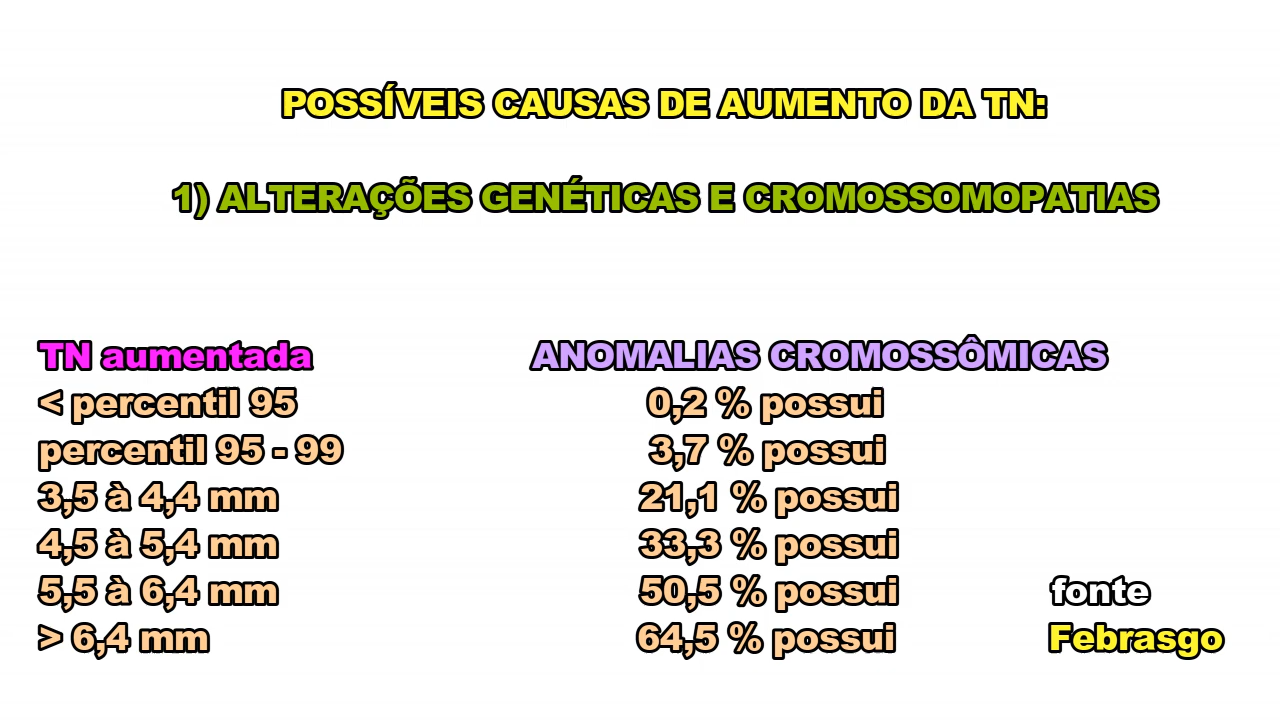 POSSÍVEIS CAUSAS DE AUMENTO DA TN:
1) ALTERAÇÕES GENÉTICAS E CROMOSSOMOPATIAS
TN aumentada ANOMALIAS CROMOSSÔMICAS
< percentil 95 0,2 % possui
percentil 95 - 99 3,7 % possui
3,5 à 4,4 mm 21,1 % possui
4,5 à 5,4 mm 33,3 % possui
5,5 à 6,4 mm 50,5 % possui fonte
> 6,4 mm 64,5 % possui Febrasgo